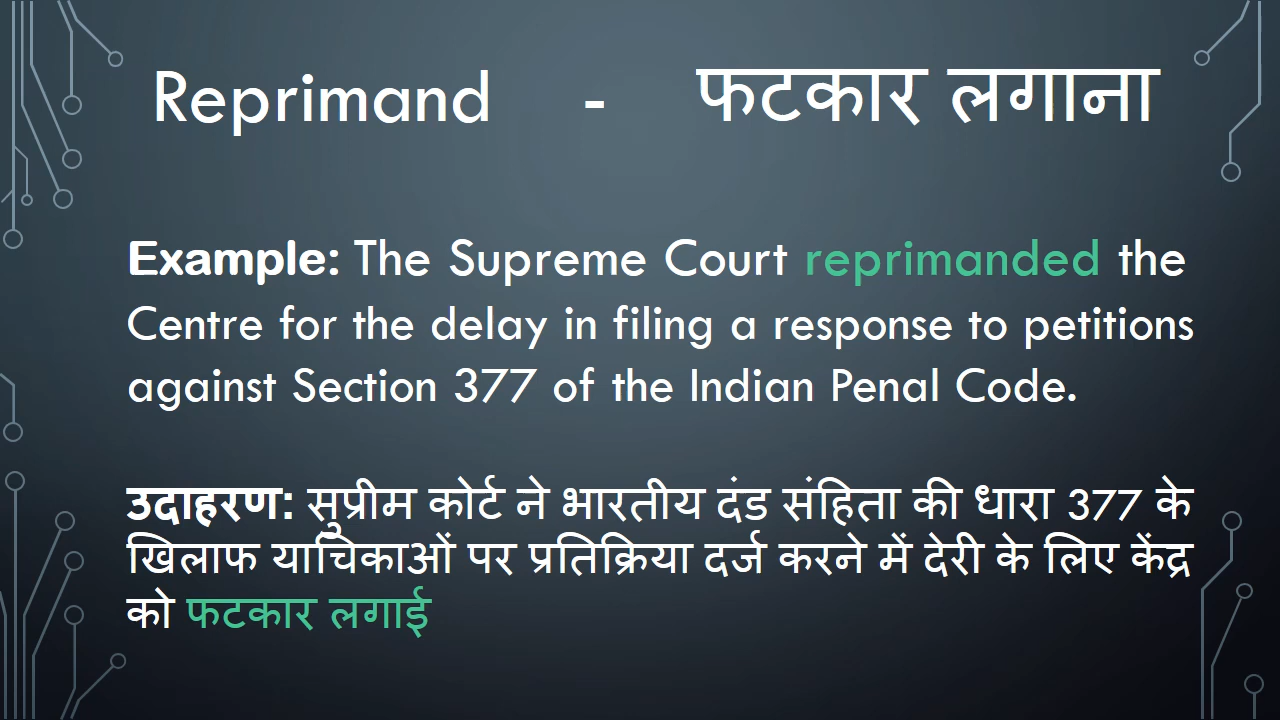 Reprimand - फटकार लगाना
Example: The Supreme Court reprimanded the
Centre for the delay in filing a response to petitions
against Section 377 of the Indian Penal Code.
उदाहरण: सुप्रीम कोर्ट ने भारतीय दंड संहिता की धारा 377 के
खिलाफ याचिकाओं पर प्रतिक्रिया दर्ज करने में देरी के लिए केंद्र
को फटकार लगाई